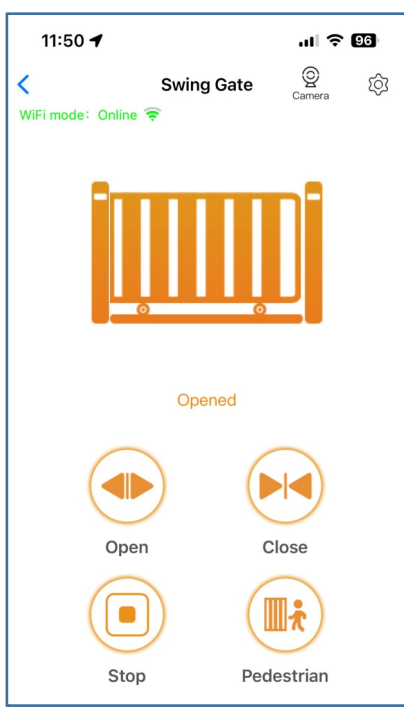 11:50
96
Swing Gate
Camera
WiFi mode: Online
Opened
Open
Close
Stop
Pedestrian